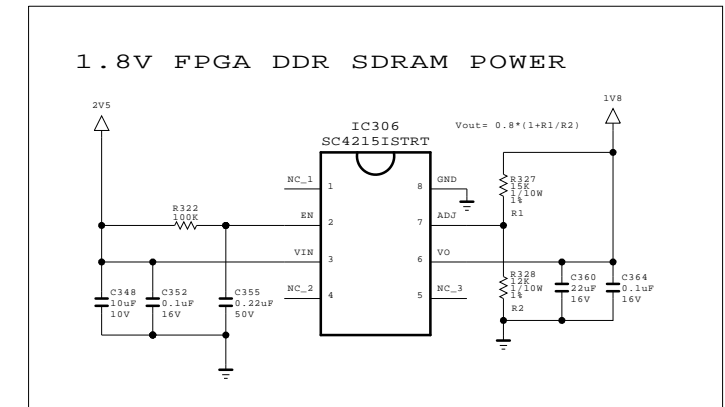 1.8V FPGA DDR SDRAM POWER
2V5
1V8
IC306
SC4215ISTRT
Vout= 0.8*(1+R1/R2)
NC_1
1
8
GND
R327
15K
1/10W
1%
R1
R322
100K
EN
2
7
ADJ
VIN
3
6
VO
C348
10uF
10V
C352
0.1uF
16V
C355
0.22uF
50V
NC_2
4
5
NC_3
R328
12K
1/10W
1%
R2
C360
22uF
16V
C364
0.1uF
16V